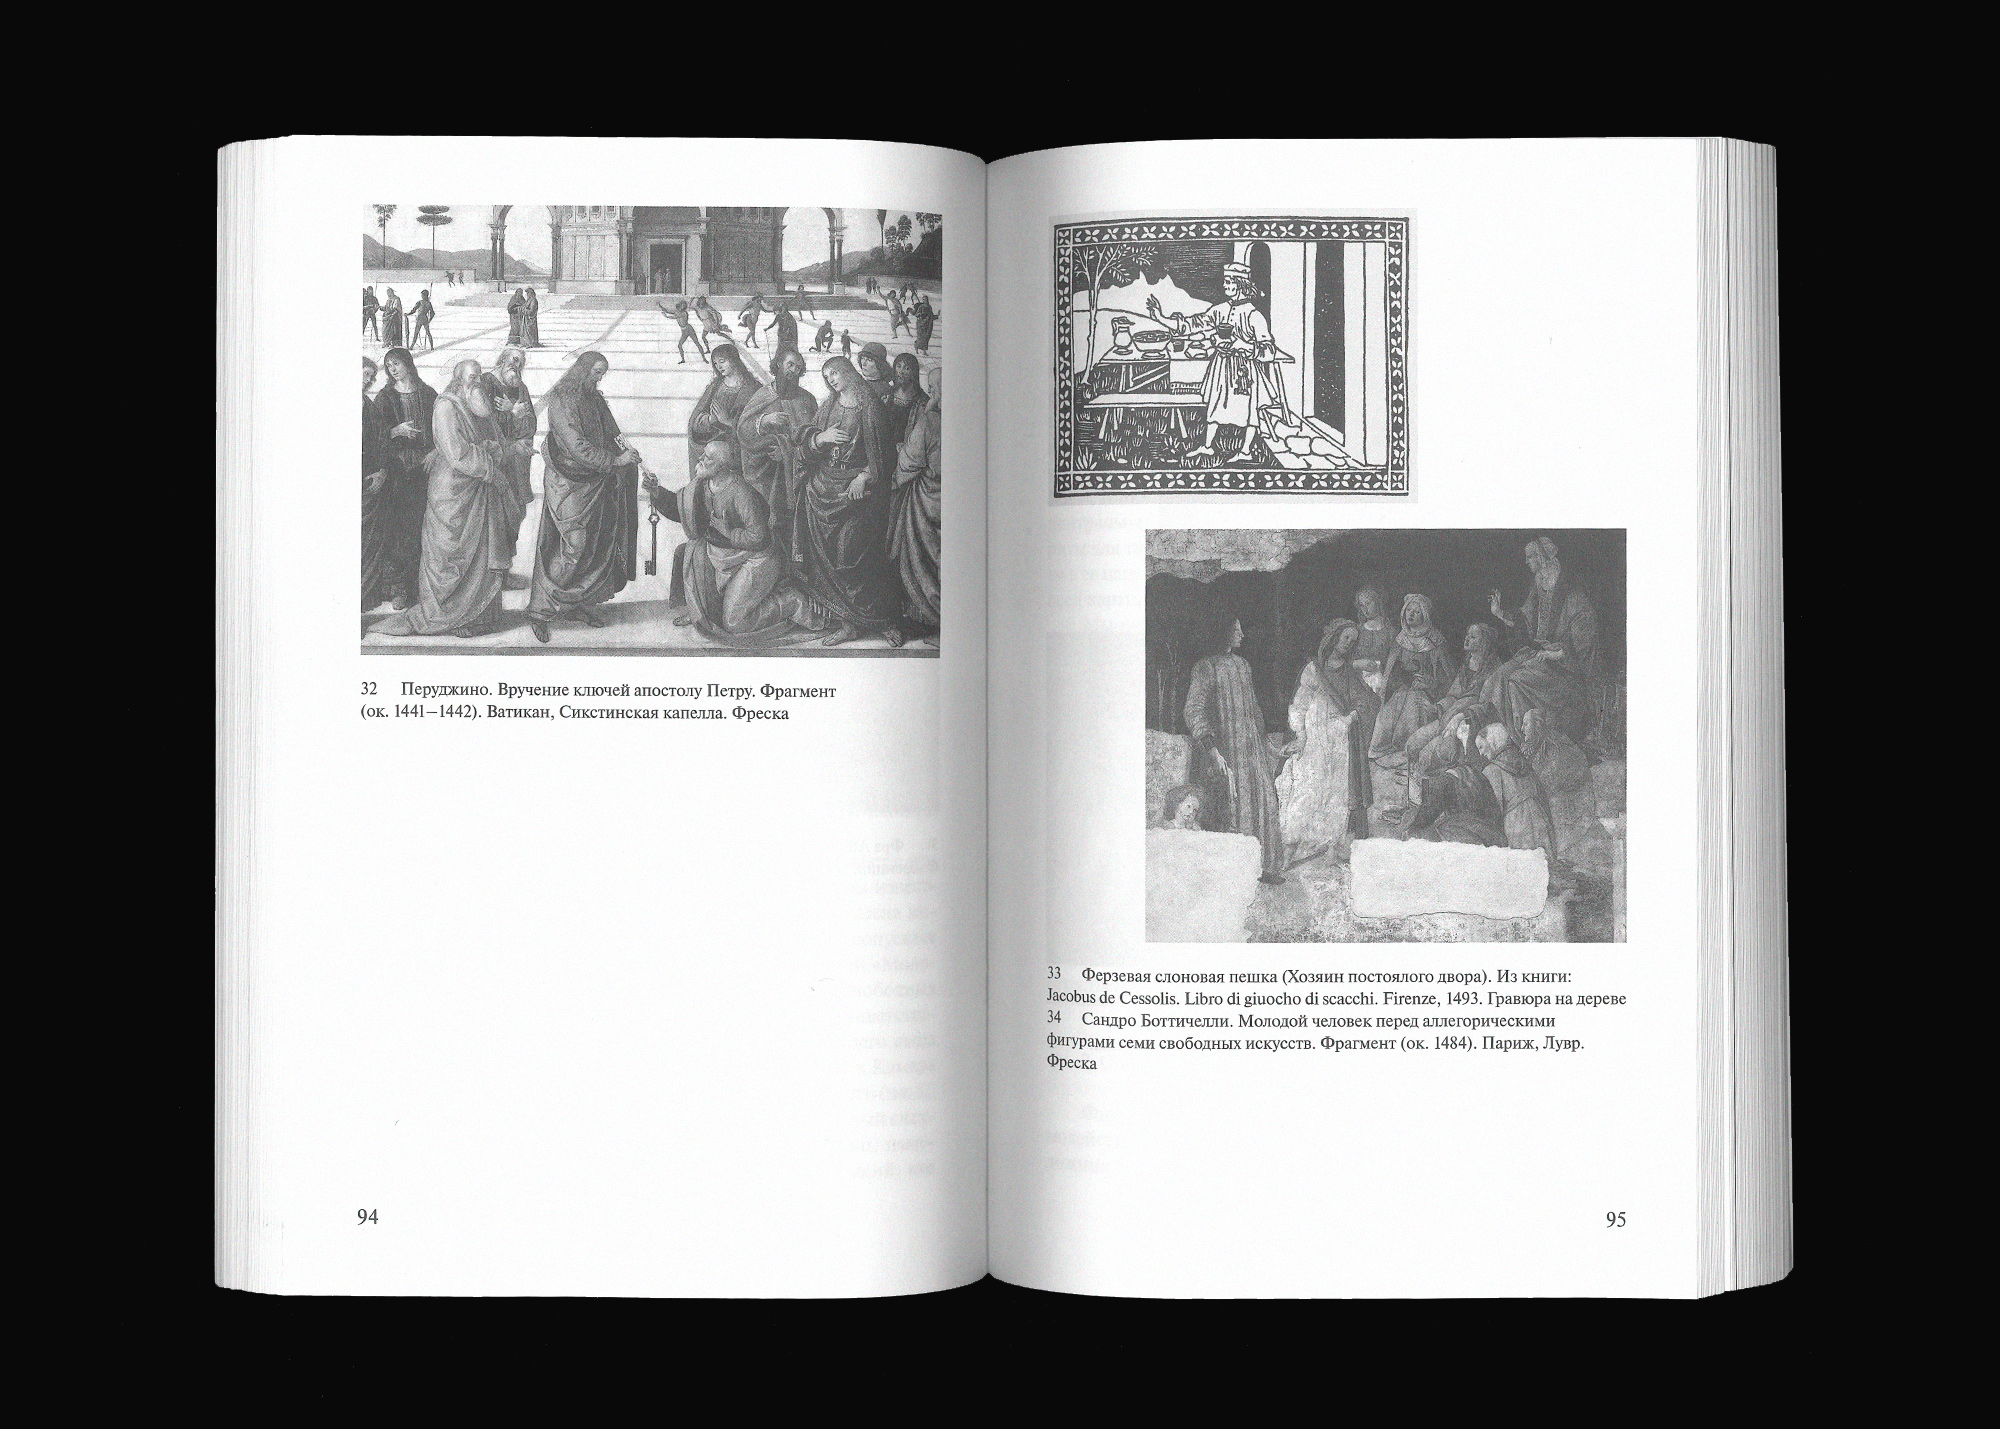 32 Перуджино. Вручение ключей апостолу Петру. Фрагмент
(ок. 1441–1442). Ватикан, Сикстинская капелла. Фреска
94
33 Ферзевая слоновая пешка (Хозяин постоялого двора). Из книги:
Jacobus de Cessolis. Libro di giuocho di scacchi. Firenze, 1493. Гравюра на дереве
34 Сандро Боттичелли. Молодой человек перед аллегорическими
фигурами семи свободных искусств. Фрагмент (ок. 1484). Париж, Лувр.
Фреска
95